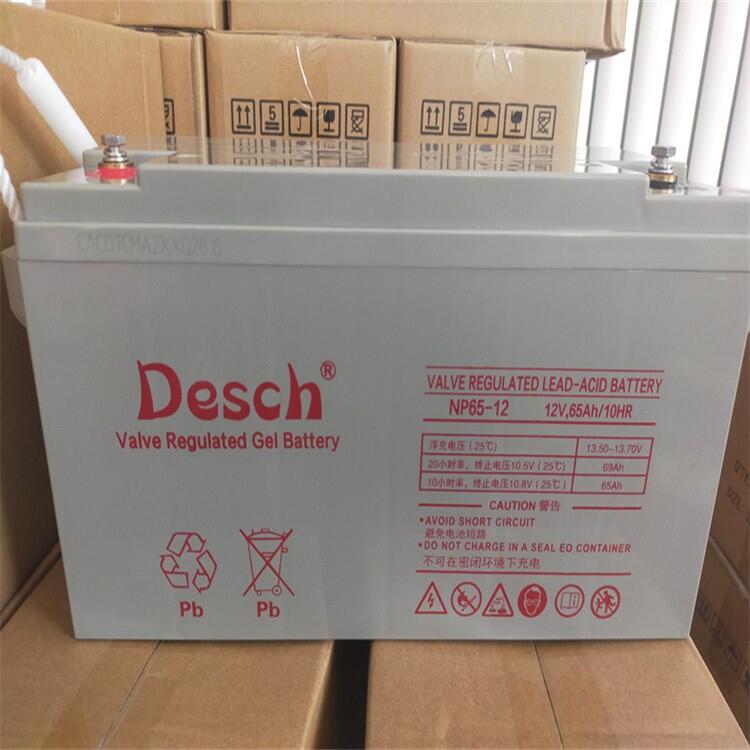 5
5
CACD7CMA2XXG20 G
Desch®
Valve Regulated Gel Battery
VALVE REGULATED LEAD-ACID BATTERY
NP65-12 12V,65Ah/10HR
浮充电压(25℃) 13.50-13.70V
20小时率，终止电压10.5V(25℃) 69Ah
10小时率，终止电压10.8V(25℃) 65Ah
CAUTION 警告
• AVOID SHORT CIRCUIT
避免电池短路
• DO NOT CHARGE IN A SEAL EO CONTAINER
不可在密闭环境下充电
Pb Pb